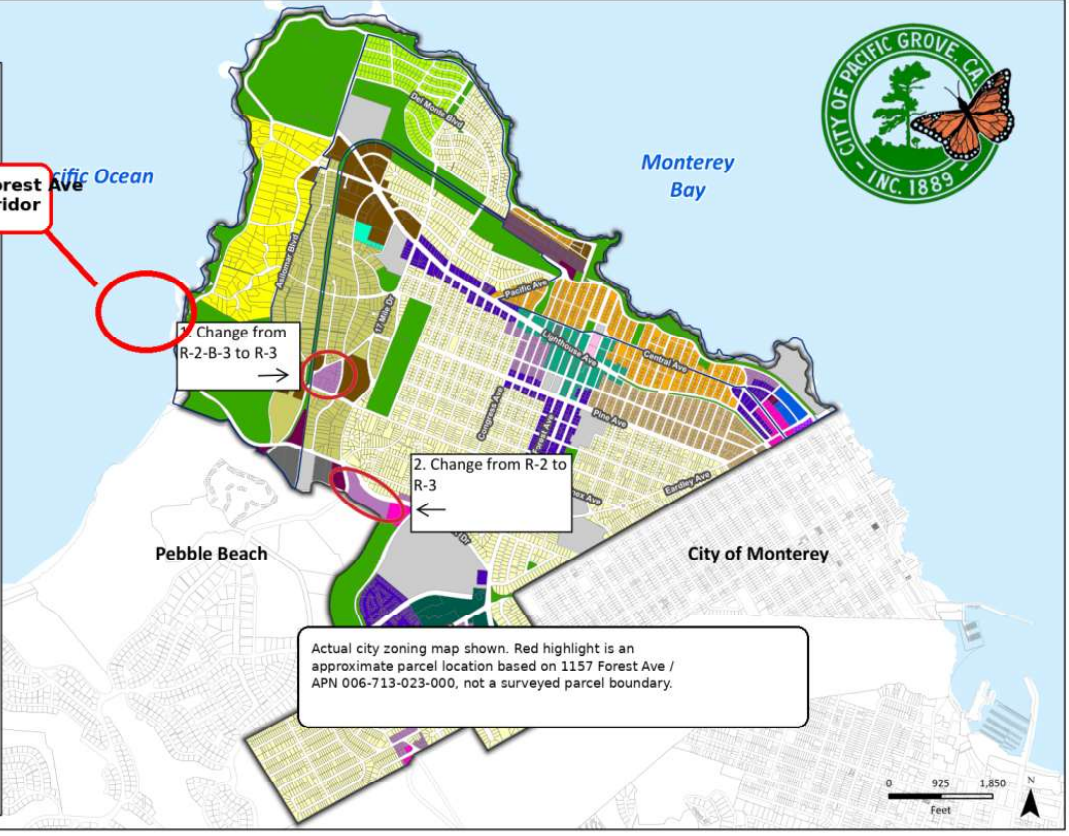 CITY OF PACIFIC GROVE, CA.
INC. 1889
Del Monte Blvd
orest Ave
ridor
cific Ocean
Monterey
Bay
Asilomar Blvd
17 Mile Dr
Pacific Ave
Lighthouse Ave
Central Ave
1. Change from
R-2-B-3 to R-3
Congress Ave
Forest Ave
Pine Ave
2. Change from R-2 to
R-3
nex Ave
Eardley Ave
Dr
Pebble Beach
City of Monterey
Actual city zoning map shown. Red highlight is an
approximate parcel location based on 1157 Forest Ave /
APN 006-713-023-000, not a surveyed parcel boundary.
0 925 1,850
Feet
N